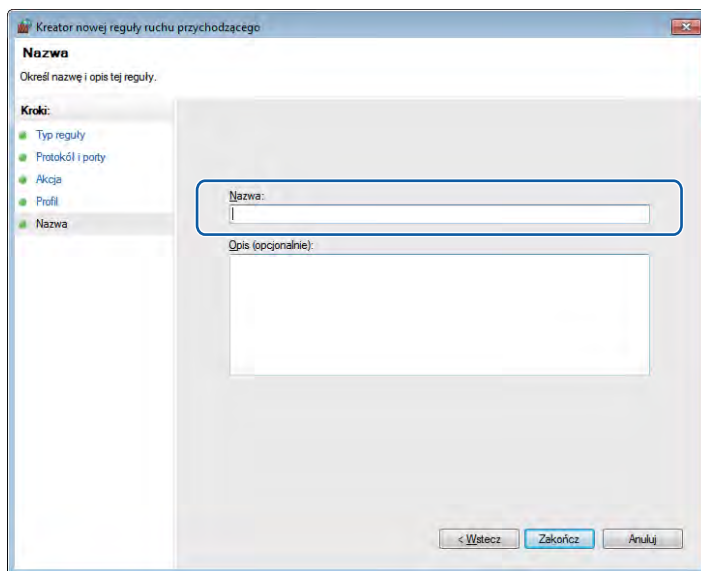 Kreator nowej reguły ruchu przychodzącego
Nazwa
Określ nazwę i opis tej reguły.
Kroki:
Typ reguły
Protokół i porty
Akcja
Profil
Nazwa
Nazwa:
Opis (opcjonalnie):
< Wstecz
Zakończ
Anuluj